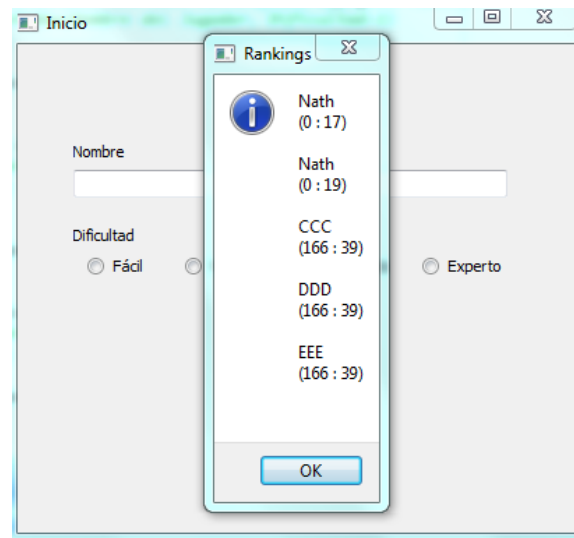 Inicio
Rankings
Nath
(0 : 17)
Nath
(0 : 19)
CCC
(166 : 39)
DDD
(166 : 39)
EEE
(166 : 39)
OK
Nombre
Dificultad
Fácil
Experto